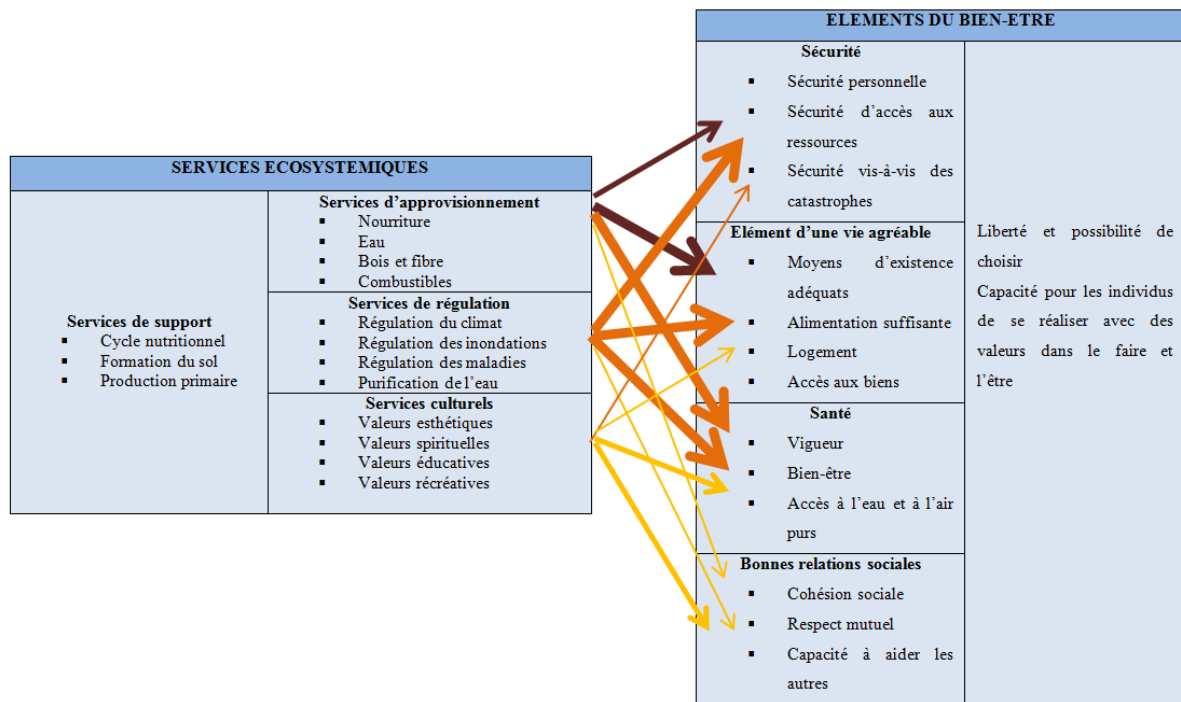 SERVICES ECOSYSTEMIQUES
Services de support
Cycle nutritionnel
Formation du sol
Production primaire
Services d'approvisionnement
Nourriture
Eau
Bois et fibre
Combustibles
Services de régulation
Régulation du climat
Régulation des inondations
Régulation des maladies
Purification de l'eau
Services culturels
Valeurs esthétiques
Valeurs spirituelles
Valeurs éducatives
Valeurs récréatives
ELEMENTS DU BIEN-ETRE
Sécurité
Sécurité personnelle
Sécurité d'accès aux
ressources
Sécurité vis-à-vis des
catastrophes
Elément d'une vie agréable
Moyens d'existence
adéquats
Alimentation suffisante
Logement
Accès aux biens
Santé
Vigueur
Bien-être
Accès à l'eau et à l'air
purs
Bonnes relations sociales
Cohésion sociale
Respect mutuel
Capacité à aider les
autres
Liberté et possibilité de
choisir
Capacité pour les individus
de se réaliser avec des
valeurs dans le faire et
l'être